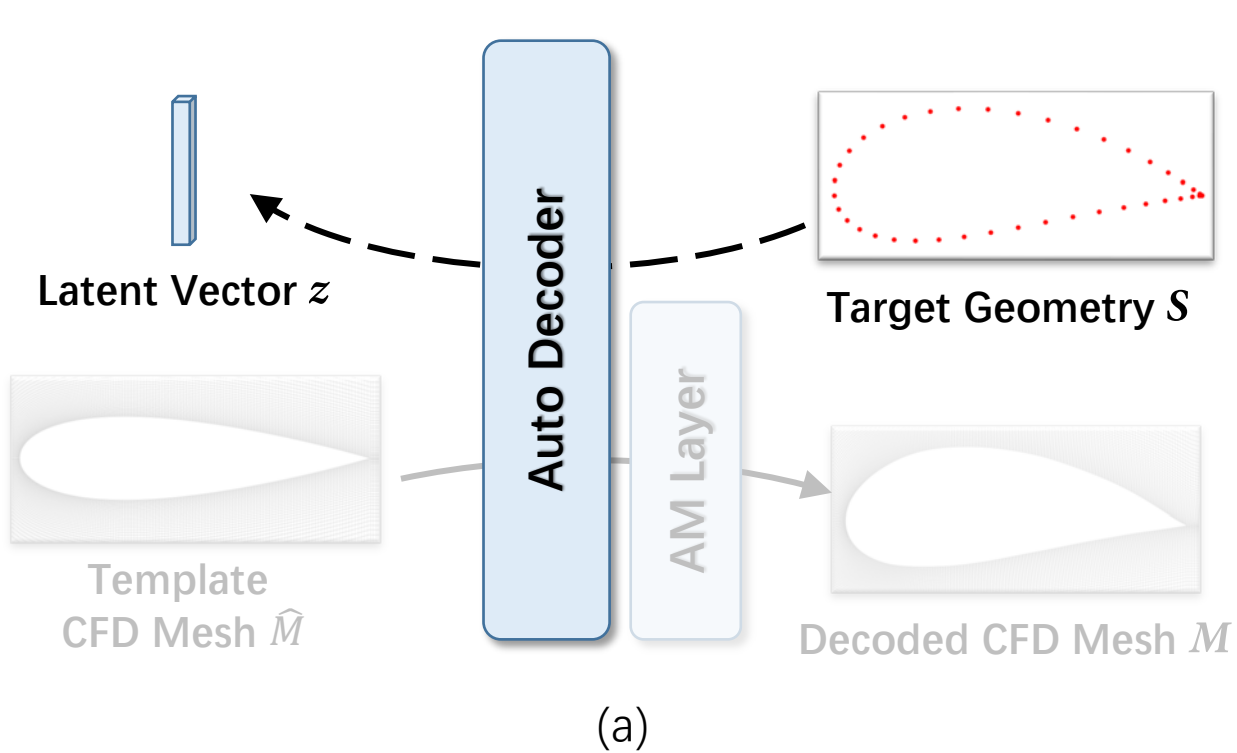 Auto Decoder
Latent Vector z
Target Geometry S
AM Layer
Template
CFD Mesh M̂
Decoded CFD Mesh M
(a)